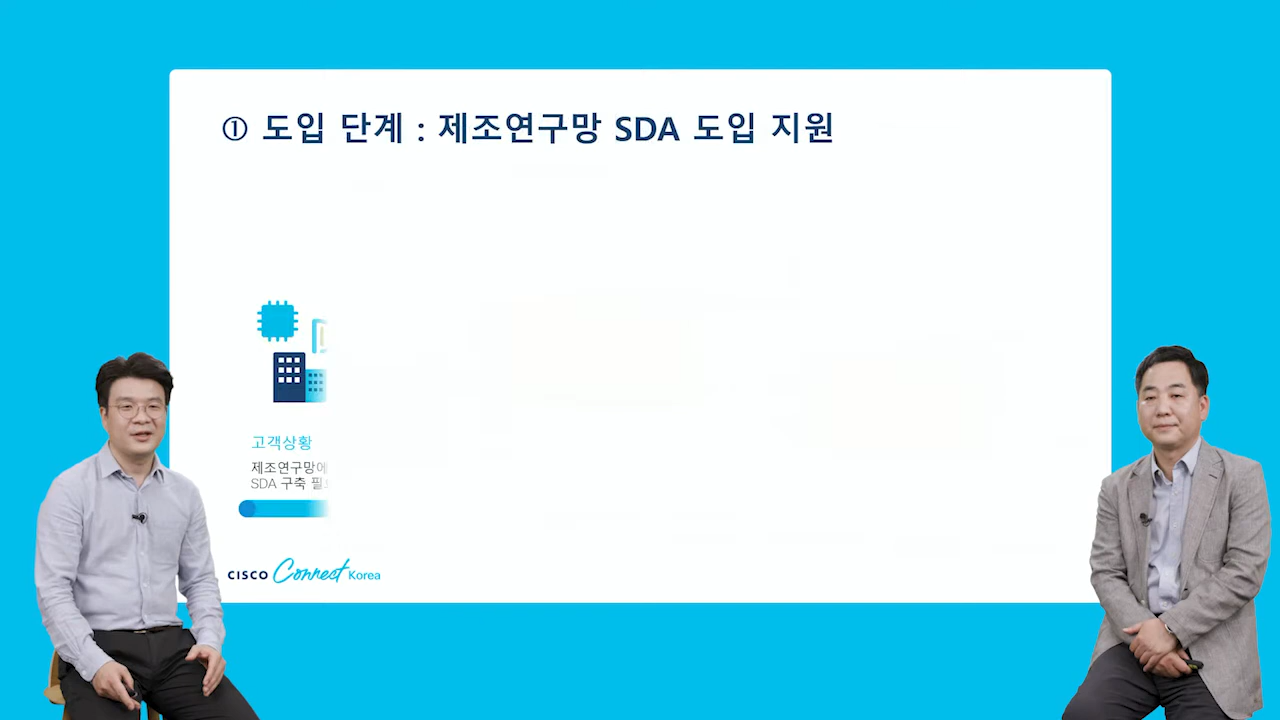 ① 도입 단계 : 제조연구망 SDA 도입 지원
고객상황
제조연구망에
SDA 구축
CISCO Connect Korea